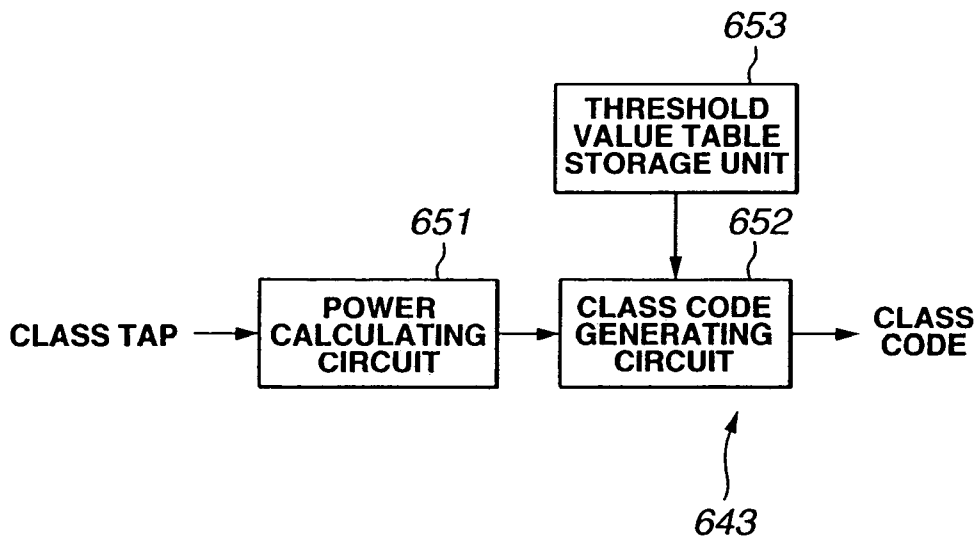 653
THRESHOLD
VALUE TABLE
STORAGE UNIT
651
652
CLASS TAP
POWER
CALCULATING
CIRCUIT
CLASS CODE
GENERATING
CIRCUIT
CLASS
CODE
643